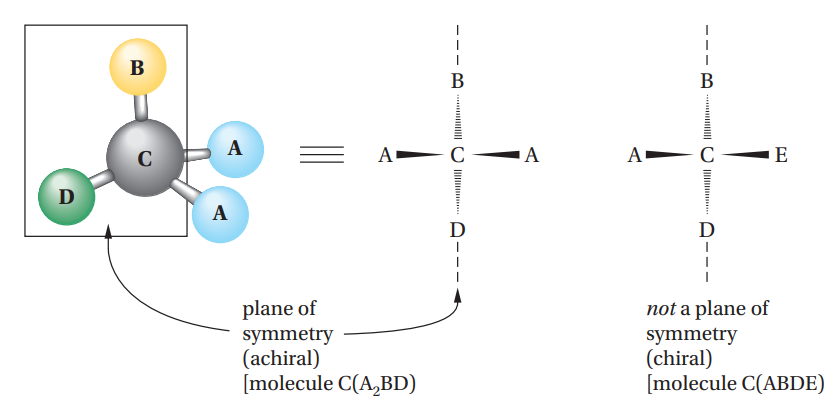 B
C
A
D
A
B
A C A
D
B
A C E
D
plane of
symmetry
(achiral)
[molecule C(A₂BD)
not a plane of
symmetry
(chiral)
[molecule C(ABDE)